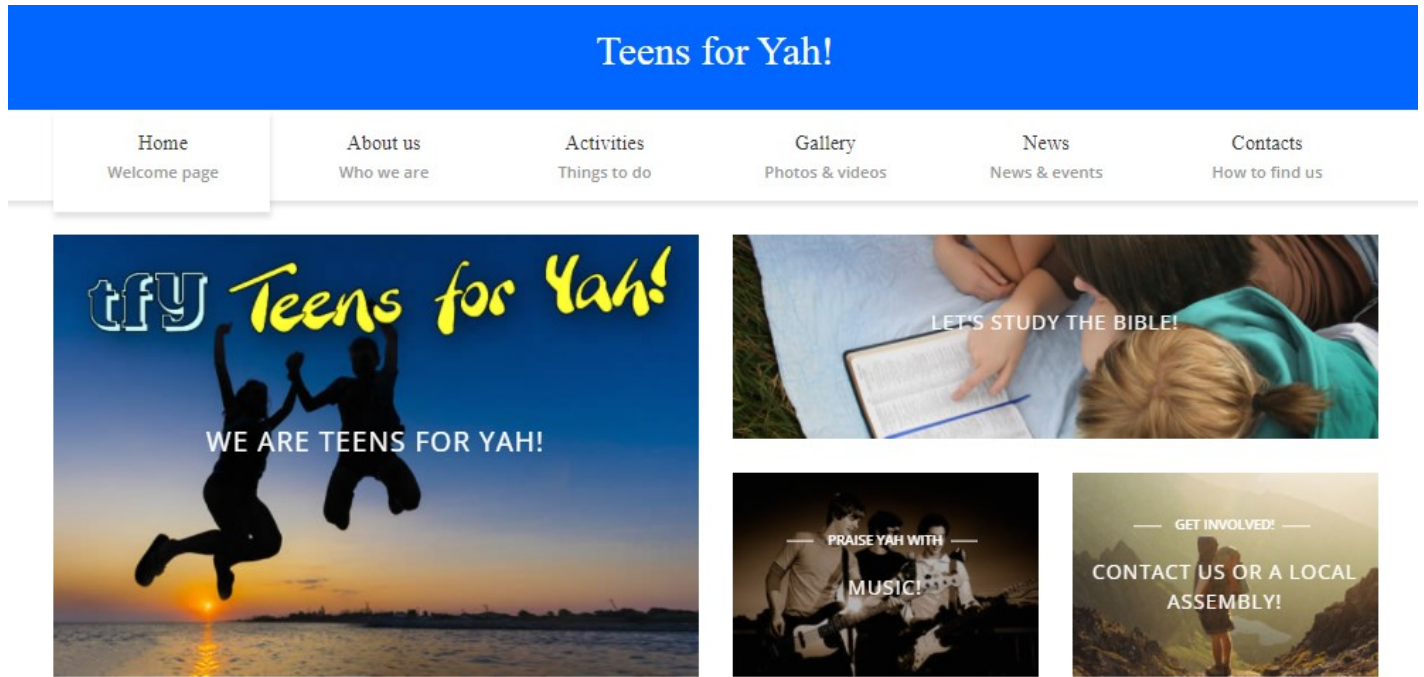 Teens for Yah!
Home
Welcome page
About us
Who we are
Activities
Things to do
Gallery
Photos & videos
News
News & events
Contacts
How to find us
tfy Teens for Yah!
WE ARE TEENS FOR YAH!
LET'S STUDY THE BIBLE!
PRAISE YAH WITH
MUSIC!
GET INVOLVED!
CONTACT US OR A LOCAL
ASSEMBLY!